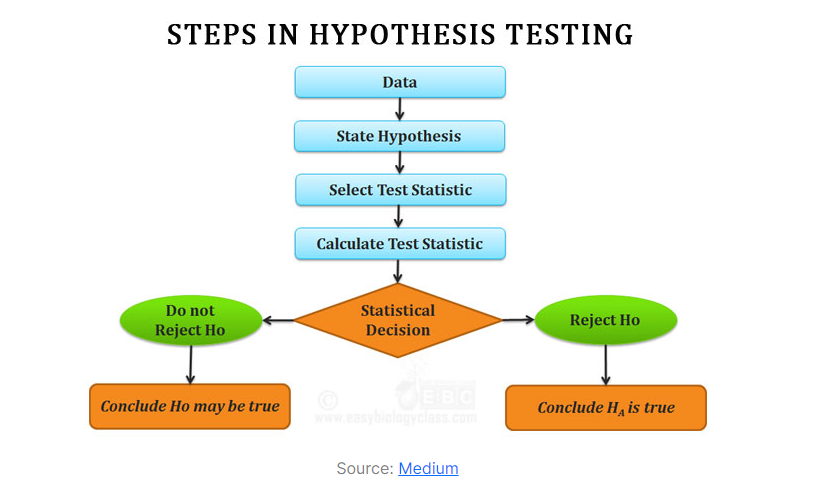 STEPS IN HYPOTHESIS TESTING
Data
State Hypothesis
Select Test Statistic
Calculate Test Statistic
Statistical
Decision
Do not
Reject Ho
Reject Ho
Conclude Ho may be true
Conclude HA is true
© EBC
www.easybiologyclass.com
Source: Medium